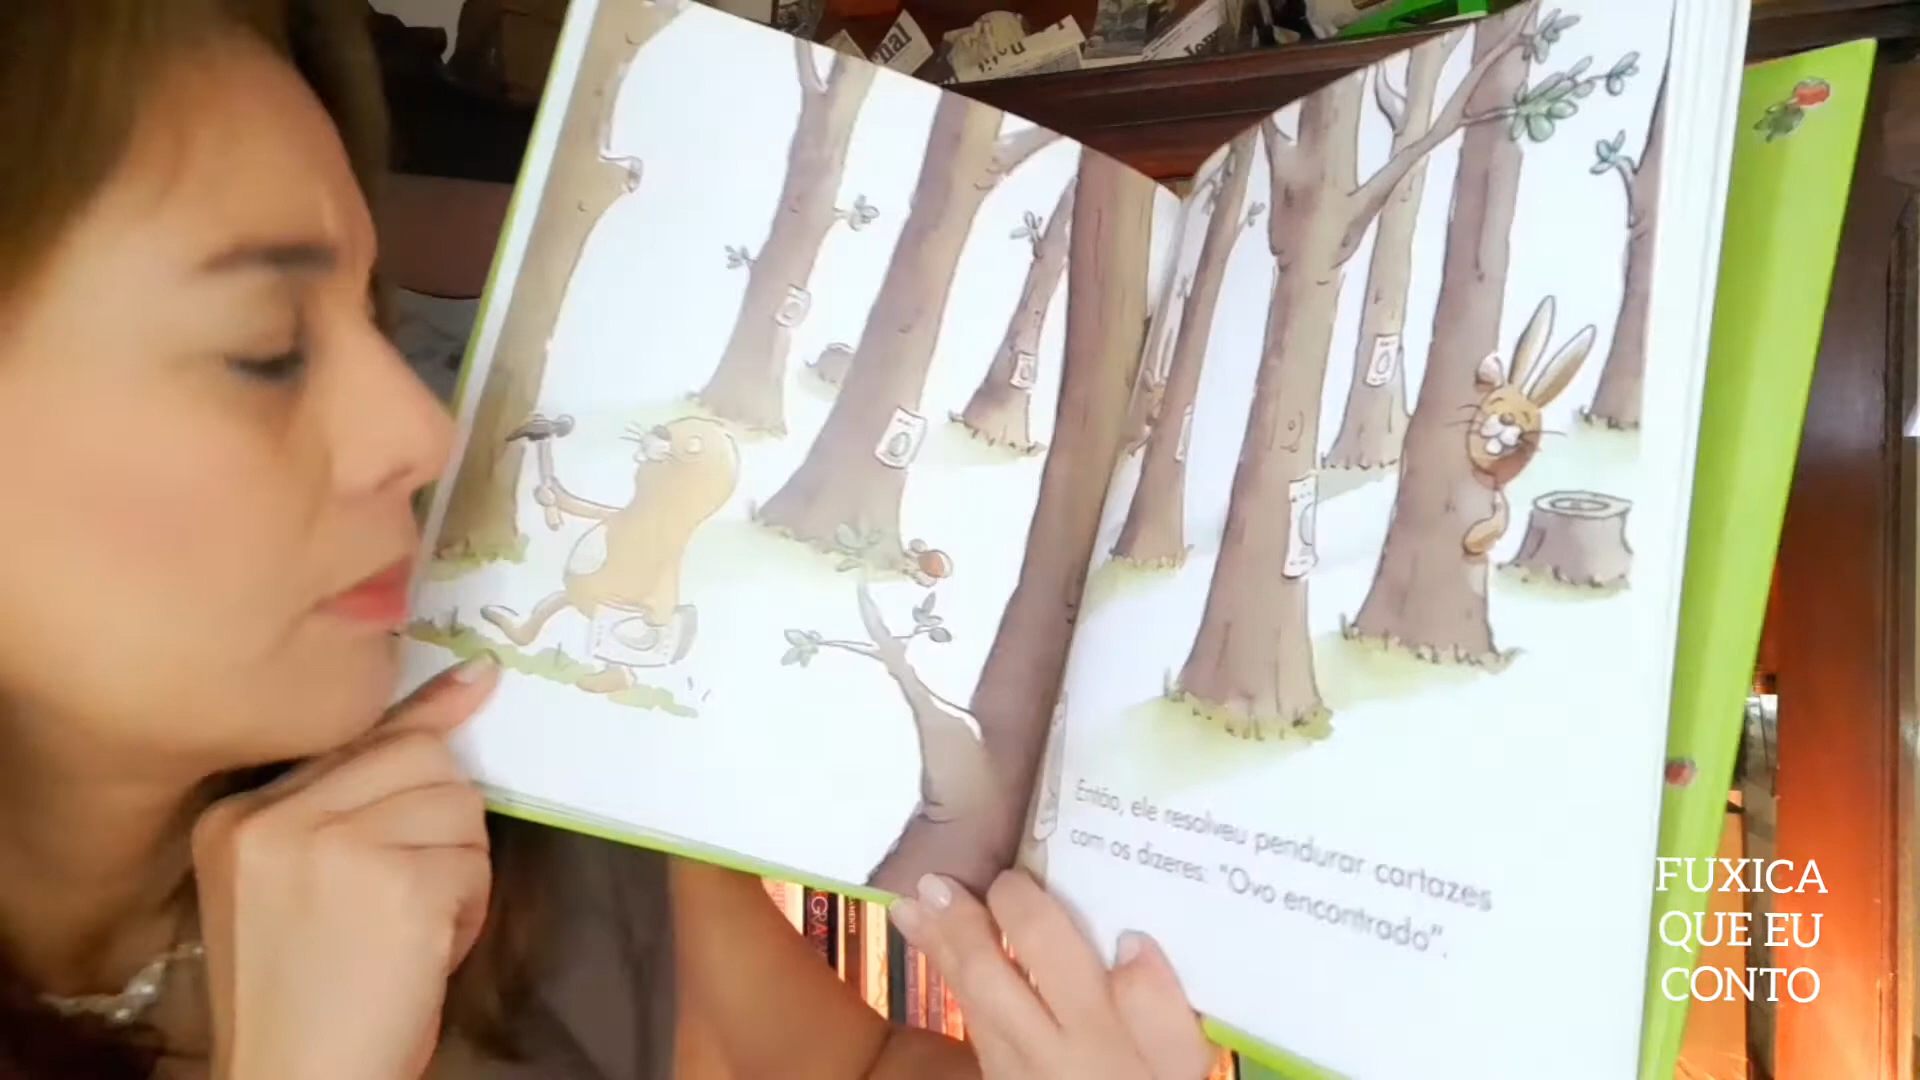 Então, ele resolveu pendurar cartazes
com os dizeres: "Ovo encontrado".
FUXICA
QUE EU
CONTO